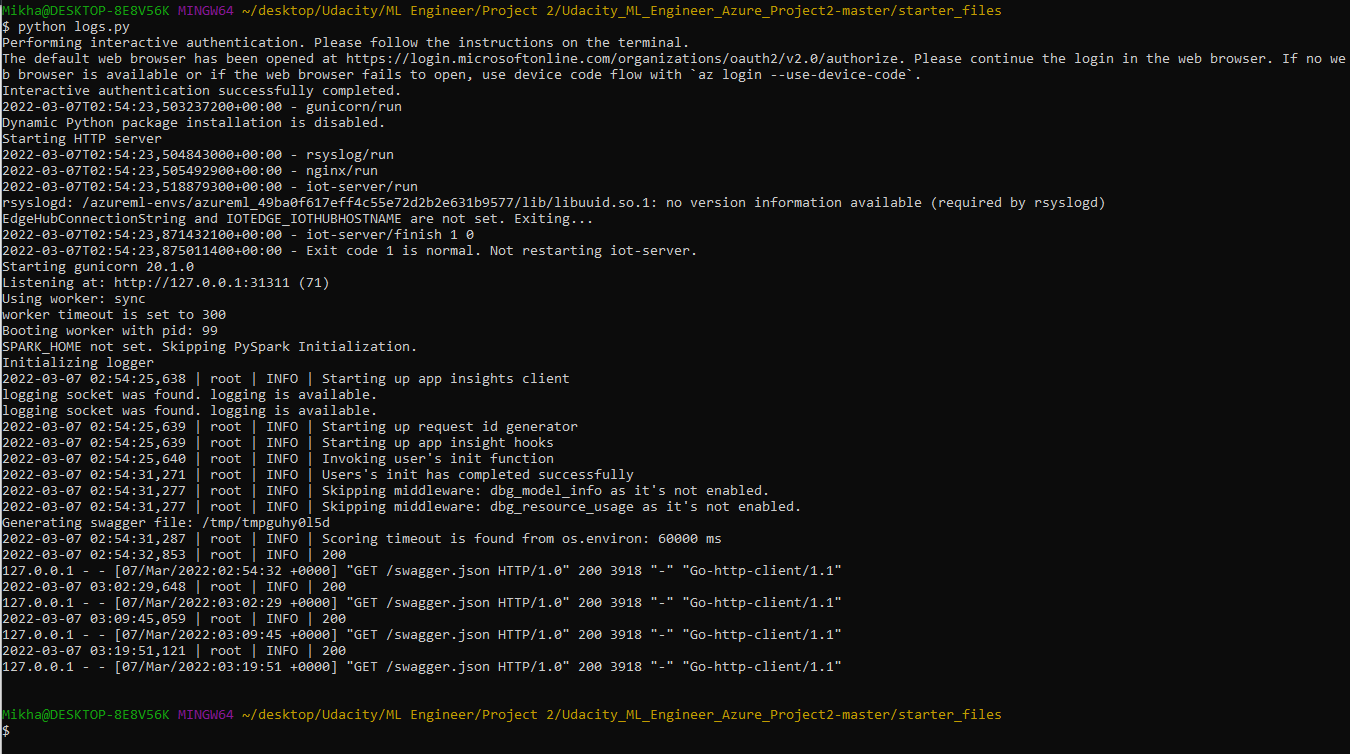 Mikha@DESKTOP-8E8V56K MINGW64 ~/desktop/Udacity/ML Engineer/Project 2/Udacity_ML_Engineer_Azure_Project2-master/starter_files
$ python logs.py
Performing interactive authentication. Please follow the instructions on the terminal.
The default web browser has been opened at https://login.microsoftonline.com/organizations/oauth2/v2.0/authorize. Please continue the login in the web browser. If no we
b browser is available or if the web browser fails to open, use device code flow with `az login --use-device-code`.
Interactive authentication successfully completed.
2022-03-07T02:54:23,503237200+00:00 - gunicorn/run
Dynamic Python package installation is disabled.
Starting HTTP server
2022-03-07T02:54:23,504843000+00:00 - rsyslog/run
2022-03-07T02:54:23,505492900+00:00 - nginx/run
2022-03-07T02:54:23,518879300+00:00 - iot-server/run
rsyslogd: /azureml-envs/azureml_49ba0f617eff4c55e72d2b2e631b9577/lib/libuuid.so.1: no version information available (required by rsyslogd)
EdgeHubConnectionString and IOTEDGE_IOTHUBHOSTNAME are not set. Exiting...
2022-03-07T02:54:23,871432100+00:00 - iot-server/finish 1 0
2022-03-07T02:54:23,875011400+00:00 - Exit code 1 is normal. Not restarting iot-server.
Starting gunicorn 20.1.0
Listening at: http://127.0.0.1:31311 (71)
Using worker: sync
worker timeout is set to 300
Booting worker with pid: 99
SPARK_HOME not set. Skipping PySpark Initialization.
Initializing logger
2022-03-07 02:54:25,638 | root | INFO | Starting up app insights client
logging socket was found. logging is available.
logging socket was found. logging is available.
2022-03-07 02:54:25,639 | root | INFO | Starting up request id generator
2022-03-07 02:54:25,639 | root | INFO | Starting up app insight hooks
2022-03-07 02:54:25,640 | root | INFO | Invoking user's init function
2022-03-07 02:54:31,271 | root | INFO | Users's init has completed successfully
2022-03-07 02:54:31,277 | root | INFO | Skipping middleware: dbg_model_info as it's not enabled.
2022-03-07 02:54:31,277 | root | INFO | Skipping middleware: dbg_resource_usage as it's not enabled.
Generating swagger file: /tmp/tmpguhy0l5d
2022-03-07 02:54:31,287 | root | INFO | Scoring timeout is found from os.environ: 60000 ms
2022-03-07 02:54:32,853 | root | INFO | 200
127.0.0.1 - - [07/Mar/2022:02:54:32 +0000] "GET /swagger.json HTTP/1.0" 200 3918 "-" "Go-http-client/1.1"
2022-03-07 03:02:29,648 | root | INFO | 200
127.0.0.1 - - [07/Mar/2022:03:02:29 +0000] "GET /swagger.json HTTP/1.0" 200 3918 "-" "Go-http-client/1.1"
2022-03-07 03:09:45,059 | root | INFO | 200
127.0.0.1 - - [07/Mar/2022:03:09:45 +0000] "GET /swagger.json HTTP/1.0" 200 3918 "-" "Go-http-client/1.1"
2022-03-07 03:19:51,121 | root | INFO | 200
127.0.0.1 - - [07/Mar/2022:03:19:51 +0000] "GET /swagger.json HTTP/1.0" 200 3918 "-" "Go-http-client/1.1"
Mikha@DESKTOP-8E8V56K MINGW64 ~/desktop/Udacity/ML Engineer/Project 2/Udacity_ML_Engineer_Azure_Project2-master/starter_files
$